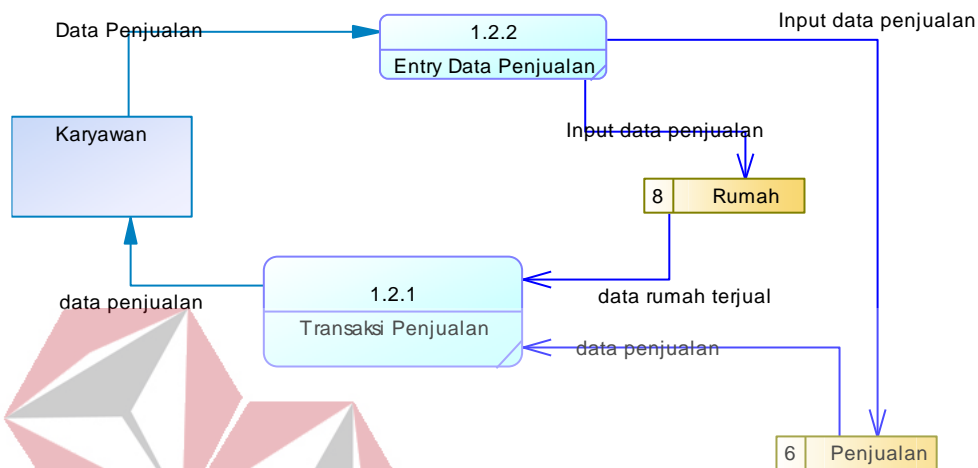 Input data penjualan
Data Penjualan
1.2.2
Entry Data Penjualan
Input data penjualan
Karyawan
8
Rumah
1.2.1
data rumah terjual
data penjualan
Transaksi Penjualan
data penjualan
6
Penjualan